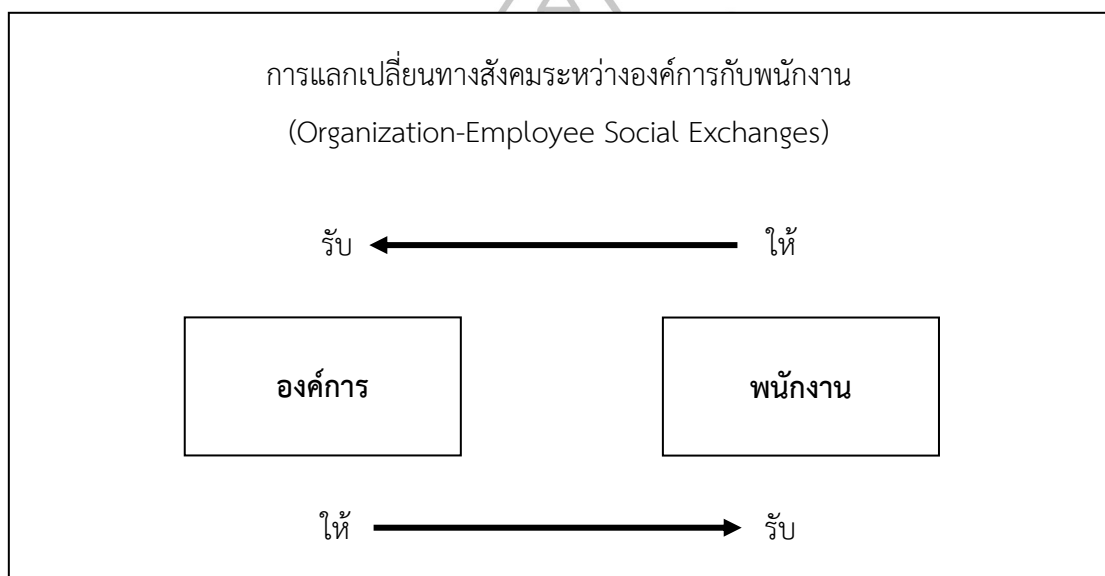 การแลกเปลี่ยนทางสังคมระหว่างองค์การกับพนักงาน
(Organization-Employee Social Exchanges)
รับ ให้
องค์การ พนักงาน
ให้ รับ